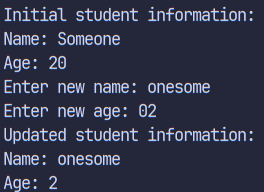 Initial student information:
Name: Someone
Age: 20
Enter new name: onesome
Enter new age: 02
Updated student information:
Name: onesome
Age: 2